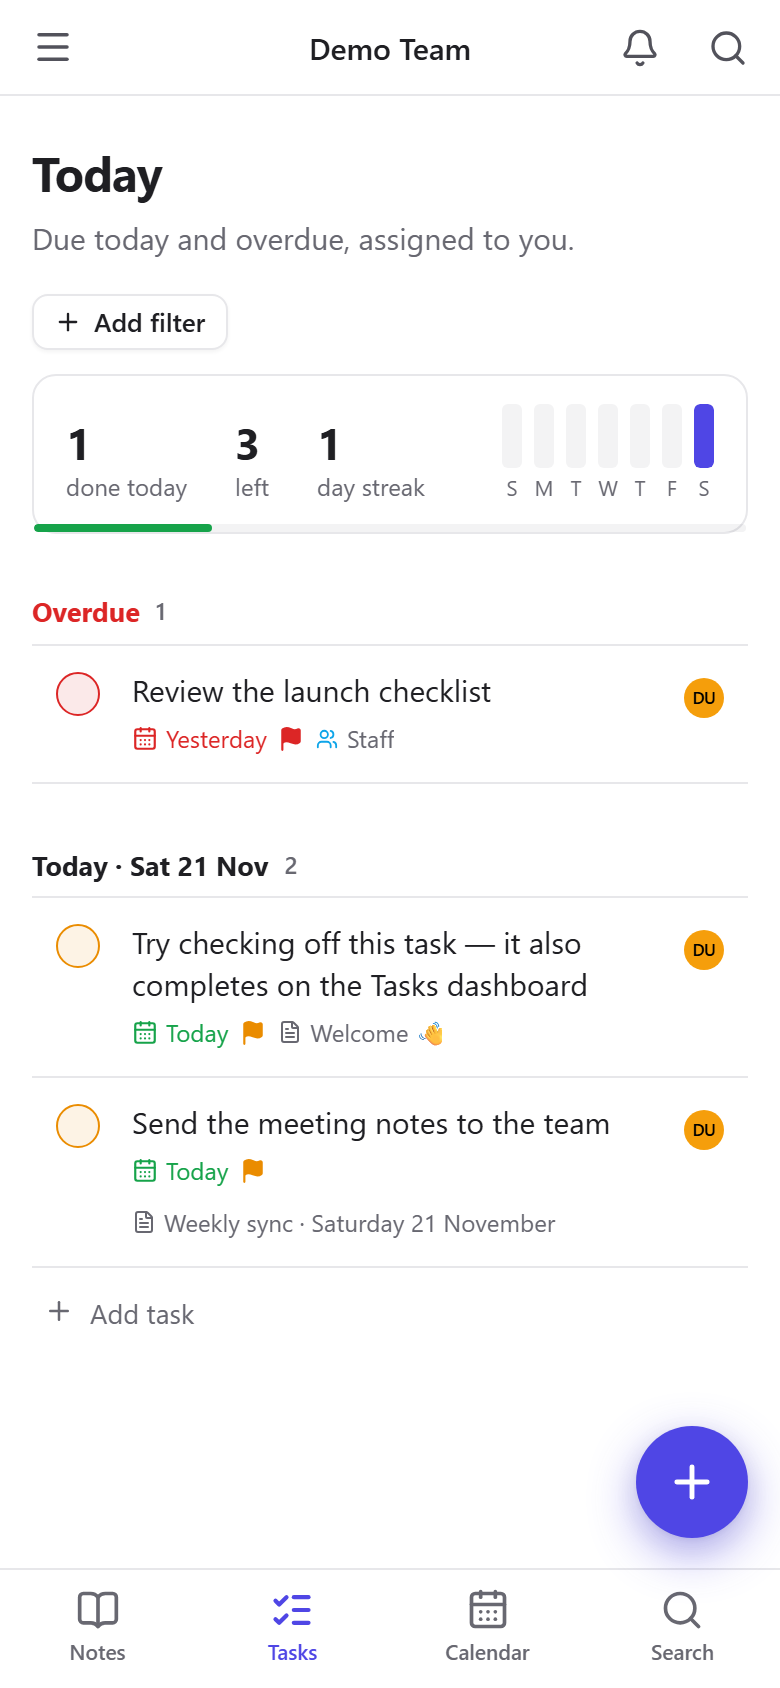 Demo Team
Today
Due today and overdue, assigned to you.
Add filter
1 3 1
done today left day streak
S M T W T F S
Overdue 1
Review the launch checklist
DU
Yesterday Staff
Today · Sat 21 Nov 2
Try checking off this task — it also
completes on the Tasks dashboard
DU
Today Welcome 👋
Send the meeting notes to the team
DU
Today
Weekly sync · Saturday 21 November
Add task
Notes Tasks Calendar Search